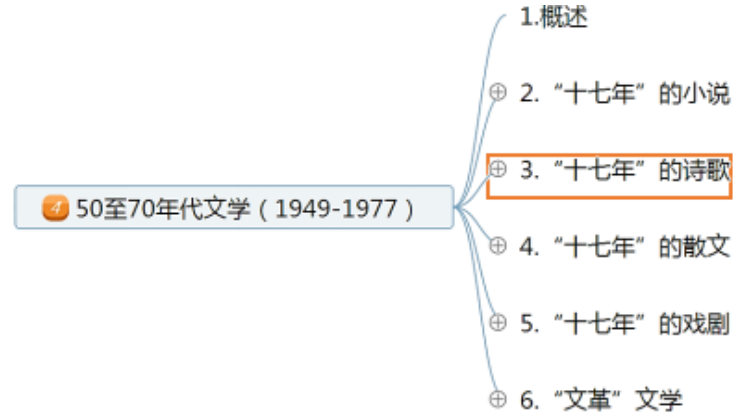 1.概述
2.“十七年”的小说
3.“十七年”的诗歌
4 50至70年代文学（1949-1977）
4.“十七年”的散文
5.“十七年”的戏剧
6.“文革”文学